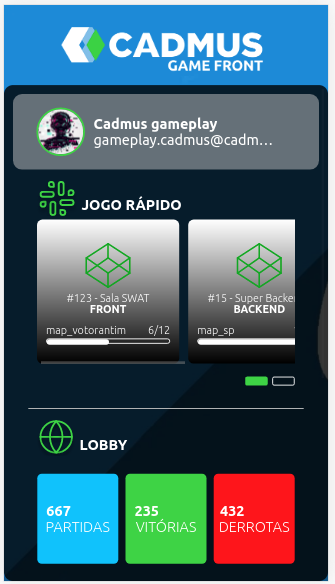 CADMUS
GAME FRONT
Cadmus gameplay
gameplay.cadmus@cadm...
JOGO RÁPIDO
#123 - Sala SWAT
FRONT
map_votorantim 6/12
#15 - Super Backe
BACKEND
map_sp
LOBBY
667
PARTIDAS
235
VITÓRIAS
432
DERROTAS